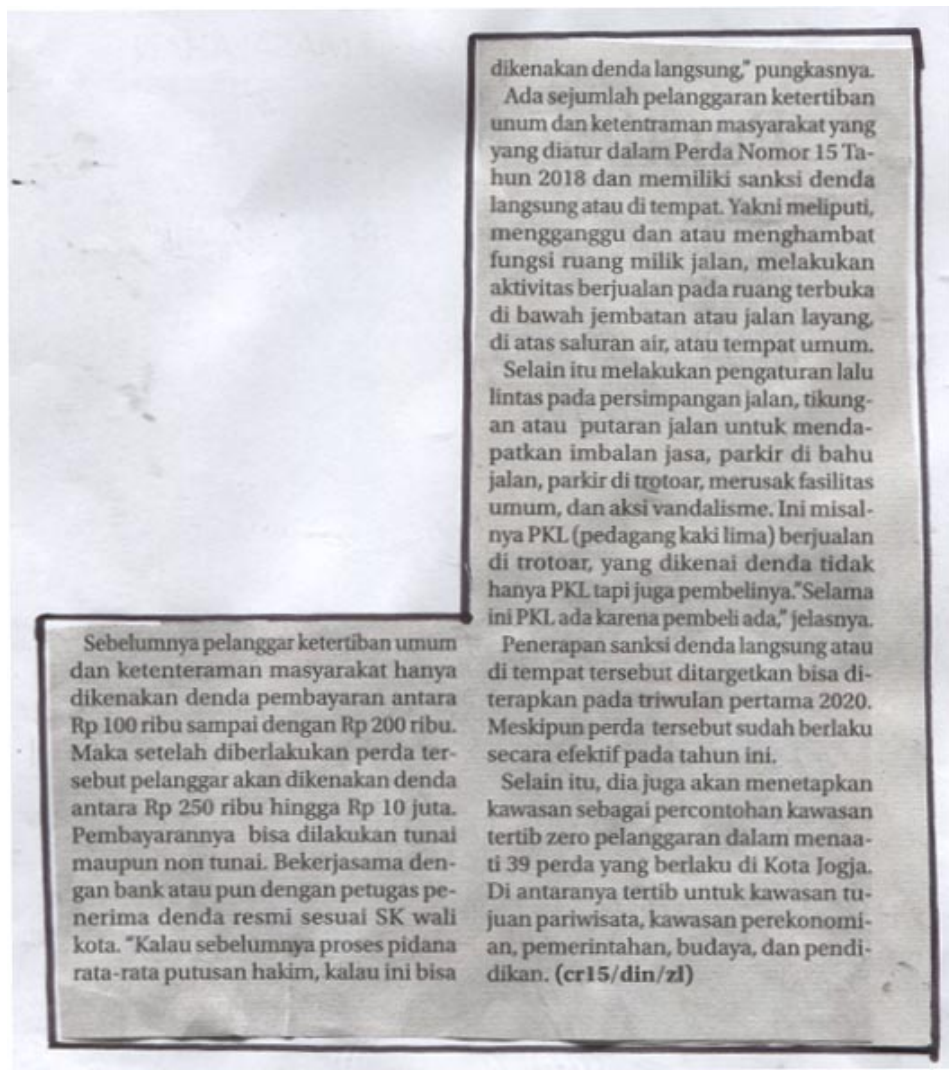 Sebelumnya pelanggar ketertiban umum
dan ketenteraman masyarakat hanya
dikenakan denda pembayaran antara
Rp 100 ribu sampai dengan Rp 200 ribu.
Maka setelah diberlakukan perda ter-
sebut pelanggar akan dikenakan denda
antara Rp 250 ribu hingga Rp 10 juta.
Pembayarannya bisa dilakukan tunai
maupun non tunai. Bekerjasama den-
gan bank atau pun dengan petugas pe-
nerima denda resmi sesuai SK wali
kota. "Kalau sebelumnya proses pidana
rata-rata putusan hakim, kalau ini bisa
dikenakan denda langsung," pungkasnya.
Ada sejumlah pelanggaran ketertiban
unum dan ketentraman masyarakat yang
yang diatur dalam Perda Nomor 15 Ta-
hun 2018 dan memiliki sanksi denda
langsung atau di tempat. Yakni meliputi,
mengganggu dan atau menghambat
fungsi ruang milik jalan, melakukan
aktivitas berjualan pada ruang terbuka
di bawah jembatan atau jalan layang,
di atas saluran air, atau tempat umum.
Selain itu melakukan pengaturan lalu
lintas pada persimpangan jalan, tikung-
an atau putaran jalan untuk menda-
patkan imbalan jasa, parkir di bahu
jalan, parkir di trotoar, merusak fasilitas
umum, dan aksi vandalisme. Ini misal-
nya PKL (pedagang kaki lima) berjualan
di trotoar, yang dikenai denda tidak
hanya PKL tapi juga pembelinya."Selama
ini PKL ada karena pembeli ada," jelasnya.
Penerapan sanksi denda langsung atau
di tempat tersebut ditargetkan bisa di-
terapkan pada triwulan pertama 2020.
Meskipun perda tersebut sudah berlaku
secara efektif pada tahun ini.
Selain itu, dia juga akan menetapkan
kawasan sebagai percontohan kawasan
tertib zero pelanggaran dalam menaa-
ti 39 perda yang berlaku di Kota Jogja.
Di antaranya tertib untuk kawasan tu-
juan pariwisata, kawasan perekonomi-
an, pemerintahan, budaya, dan pendi-
dikan. (cr15/din/zl)